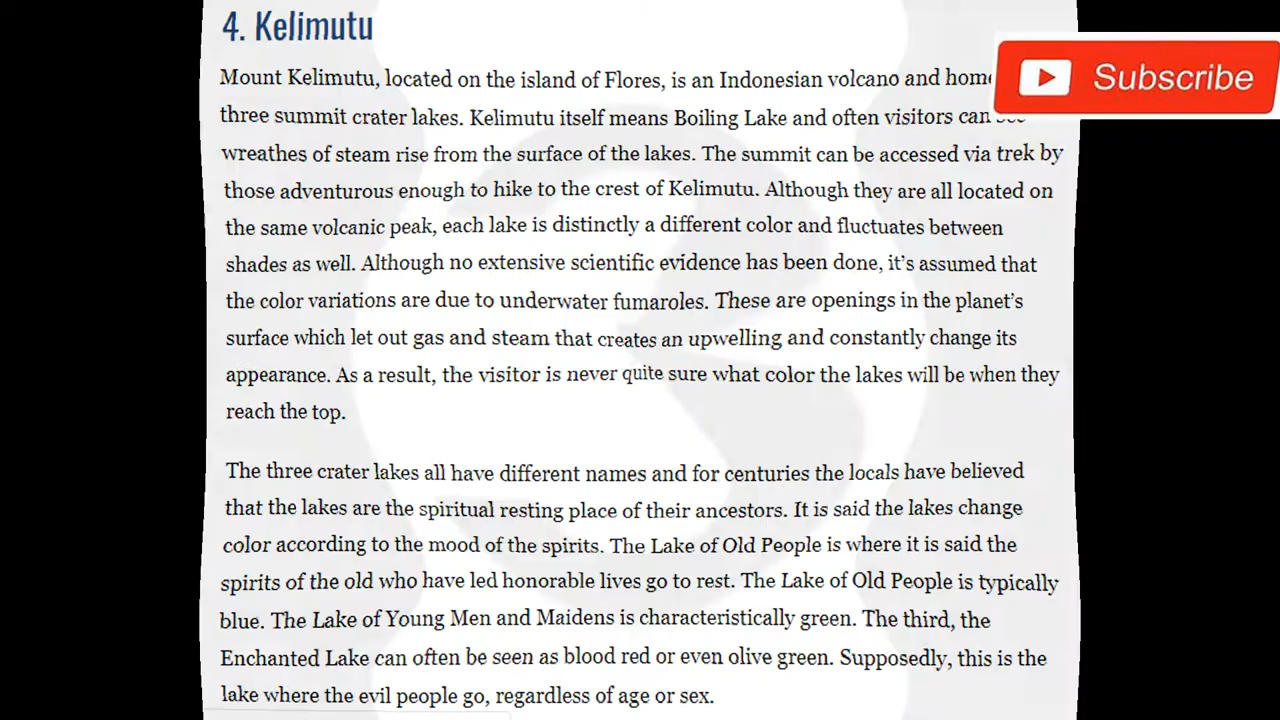 4. Kelimutu
Mount Kelimutu, located on the island of Flores, is an Indonesian volcano and home
Subscribe
three summit crater lakes. Kelimutu itself means Boiling Lake and often visitors can
wreathes of steam rise from the surface of the lakes. The summit can be accessed via trek by
those adventurous enough to hike to the crest of Kelimutu. Although they are all located on
the same volcanic peak, each lake is distinctly a different color and fluctuates between
shades as well. Although no extensive scientific evidence has been done, it's assumed that
the color variations are due to underwater fumaroles. These are openings in the planet's
surface which let out gas and steam that creates an upwelling and constantly change its
appearance. As a result, the visitor is never quite sure what color the lakes will be when they
reach the top.
The three crater lakes all have different names and for centuries the locals have believed
that the lakes are the spiritual resting place of their ancestors. It is said the lakes change
color according to the mood of the spirits. The Lake of Old People is where it is said the
spirits of the old who have led honorable lives go to rest. The Lake of Old People is typically
blue. The Lake of Young Men and Maidens is characteristically green. The third, the
Enchanted Lake can often be seen as blood red or even olive green. Supposedly, this is the
lake where the evil people go, regardless of age or sex.